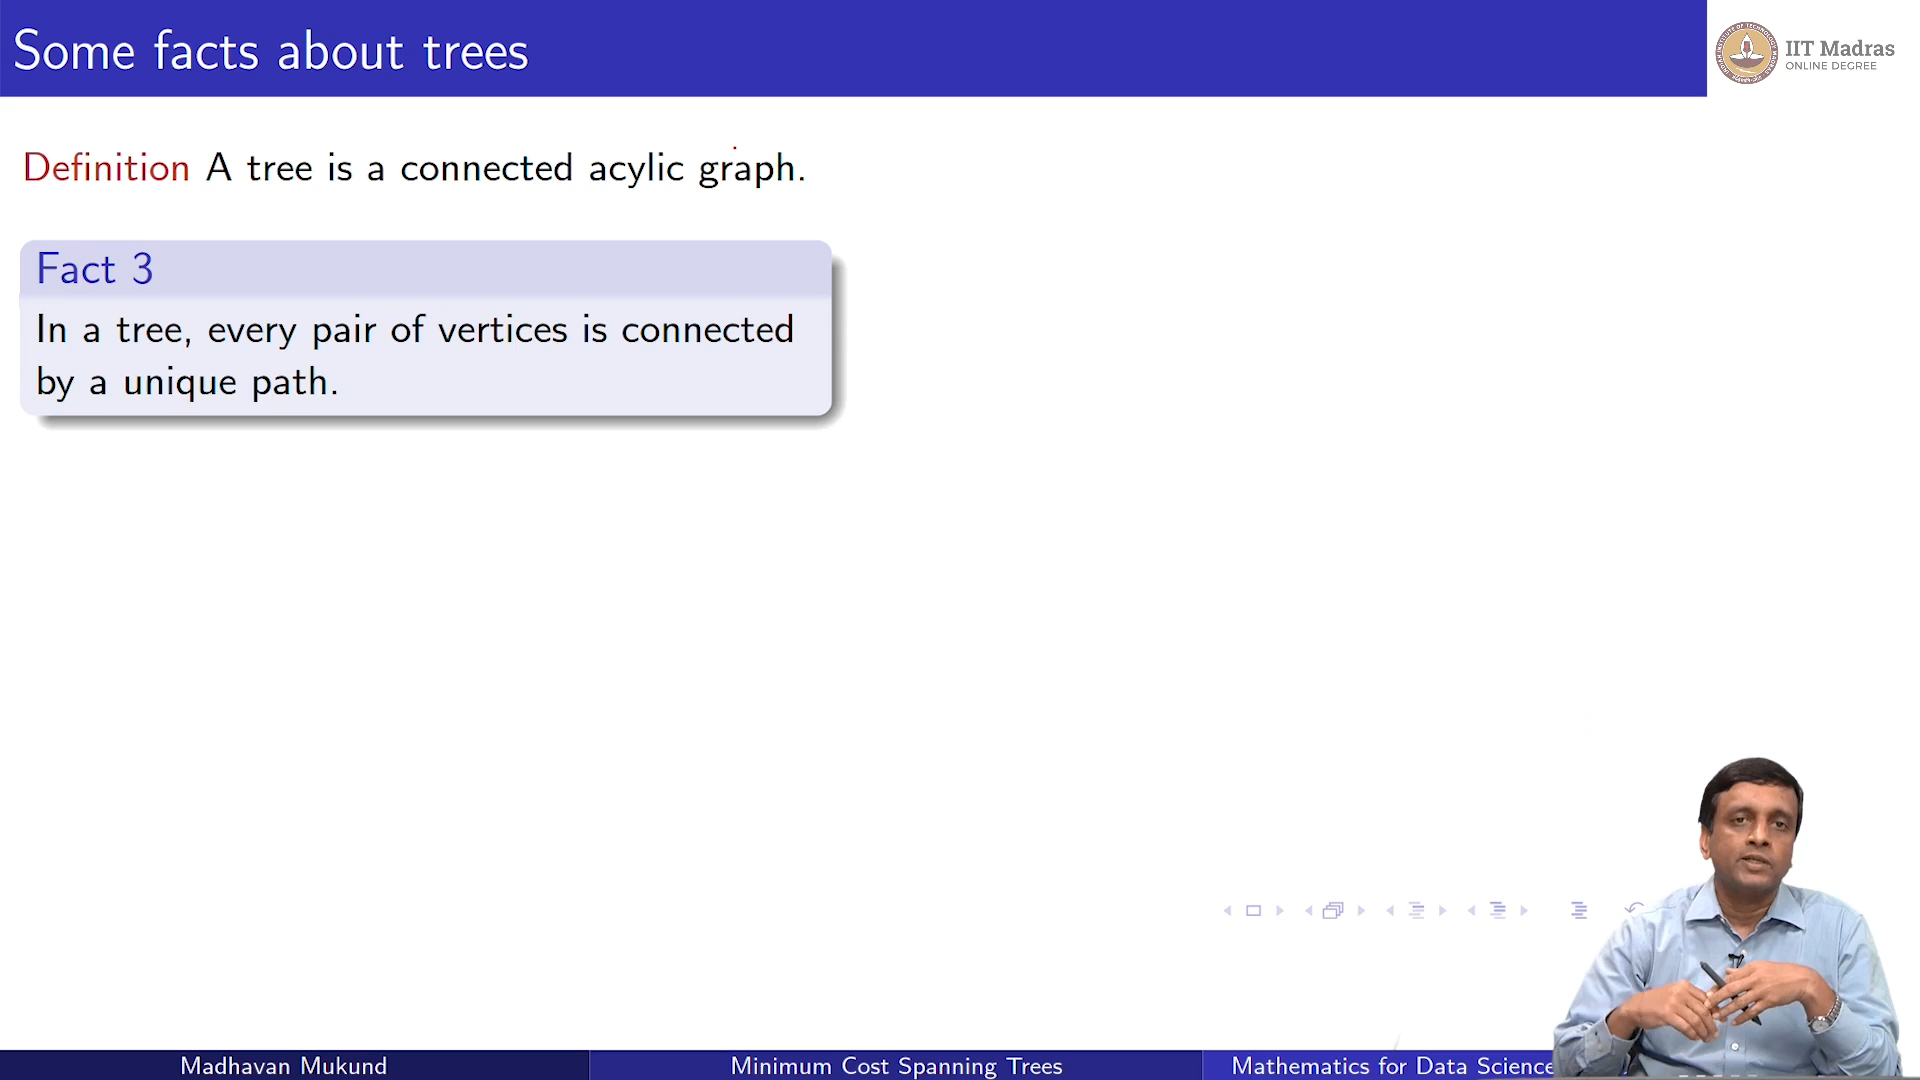 Some facts about trees
IIT Madras
ONLINE DEGREE
Definition A tree is a connected acylic graph.
Fact 3
In a tree, every pair of vertices is connected
by a unique path.
Madhavan Mukund
Minimum Cost Spanning Trees
Mathematics for Data Science